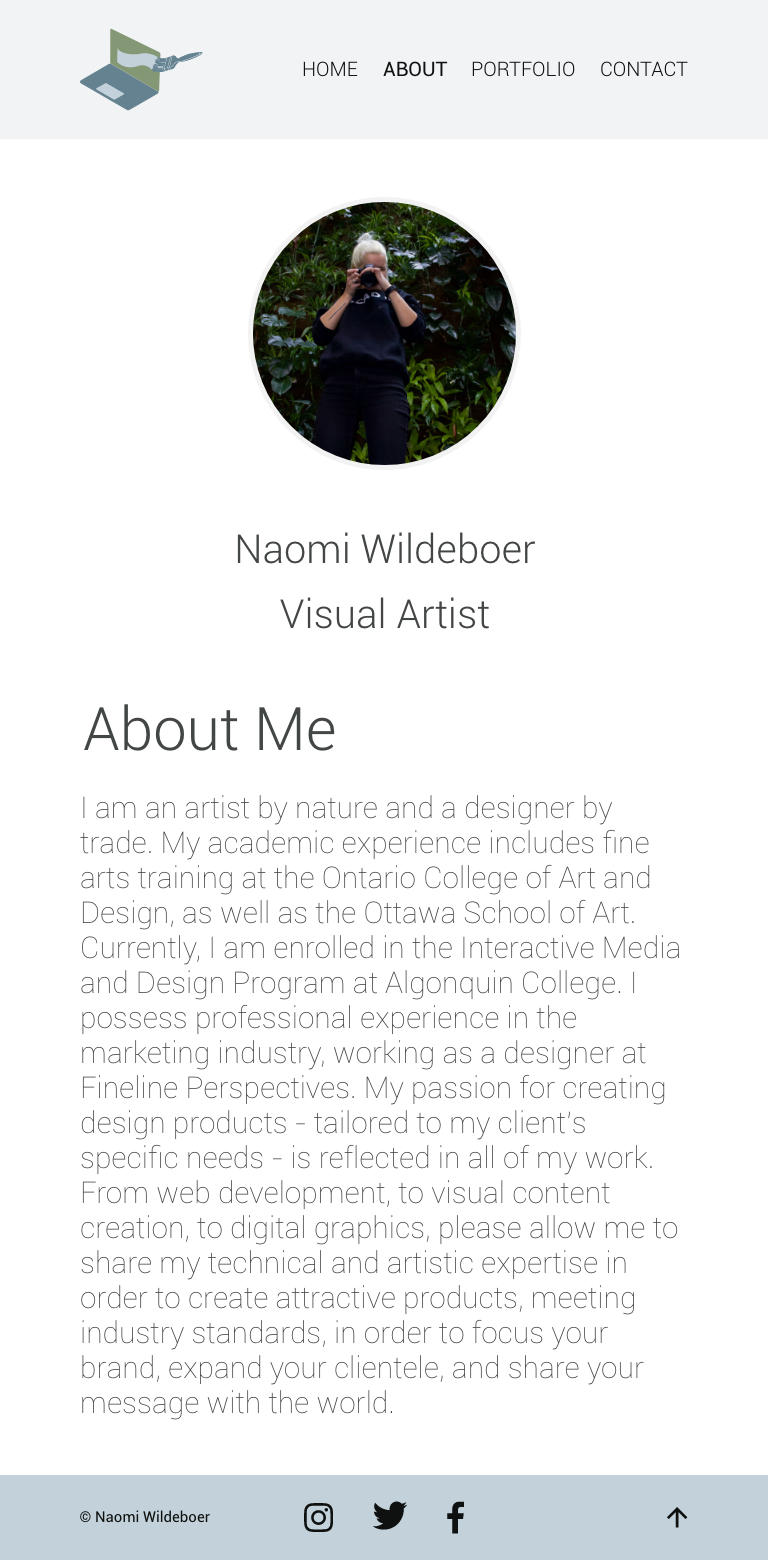 HOME ABOUT PORTFOLIO CONTACT
Naomi Wildeboer
Visual Artist
About Me
I am an artist by nature and a designer by
trade. My academic experience includes fine
arts training at the Ontario College of Art and
Design, as well as the Ottawa School of Art.
Currently, I am enrolled in the Interactive Media
and Design Program at Algonquin College. I
possess professional experience in the
marketing industry, working as a designer at
Fineline Perspectives. My passion for creating
design products - tailored to my client's
specific needs - is reflected in all of my work.
From web development, to visual content
creation, to digital graphics, please allow me to
share my technical and artistic expertise in
order to create attractive products, meeting
industry standards, in order to focus your
brand, expand your clientele, and share your
message with the world.
© Naomi Wildeboer